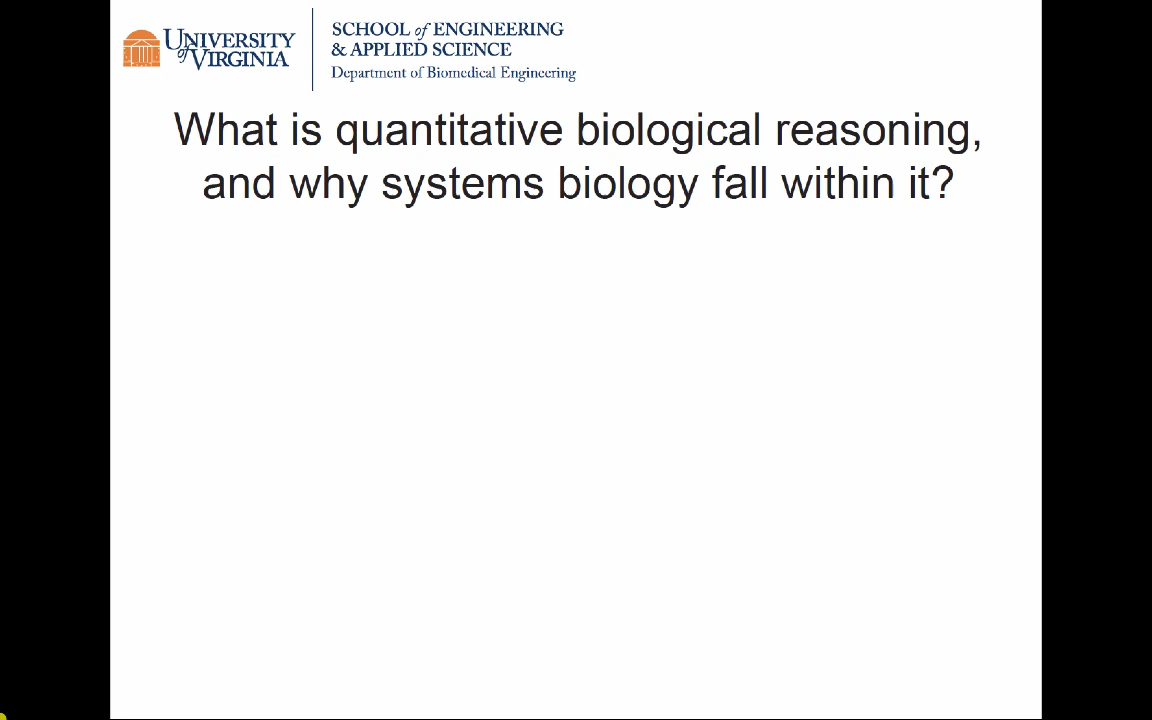 UNIVERSITY
of VIRGINIA
SCHOOL of ENGINEERING
& APPLIED SCIENCE
Department of Biomedical Engineering
What is quantitative biological reasoning,
and why systems biology fall within it?